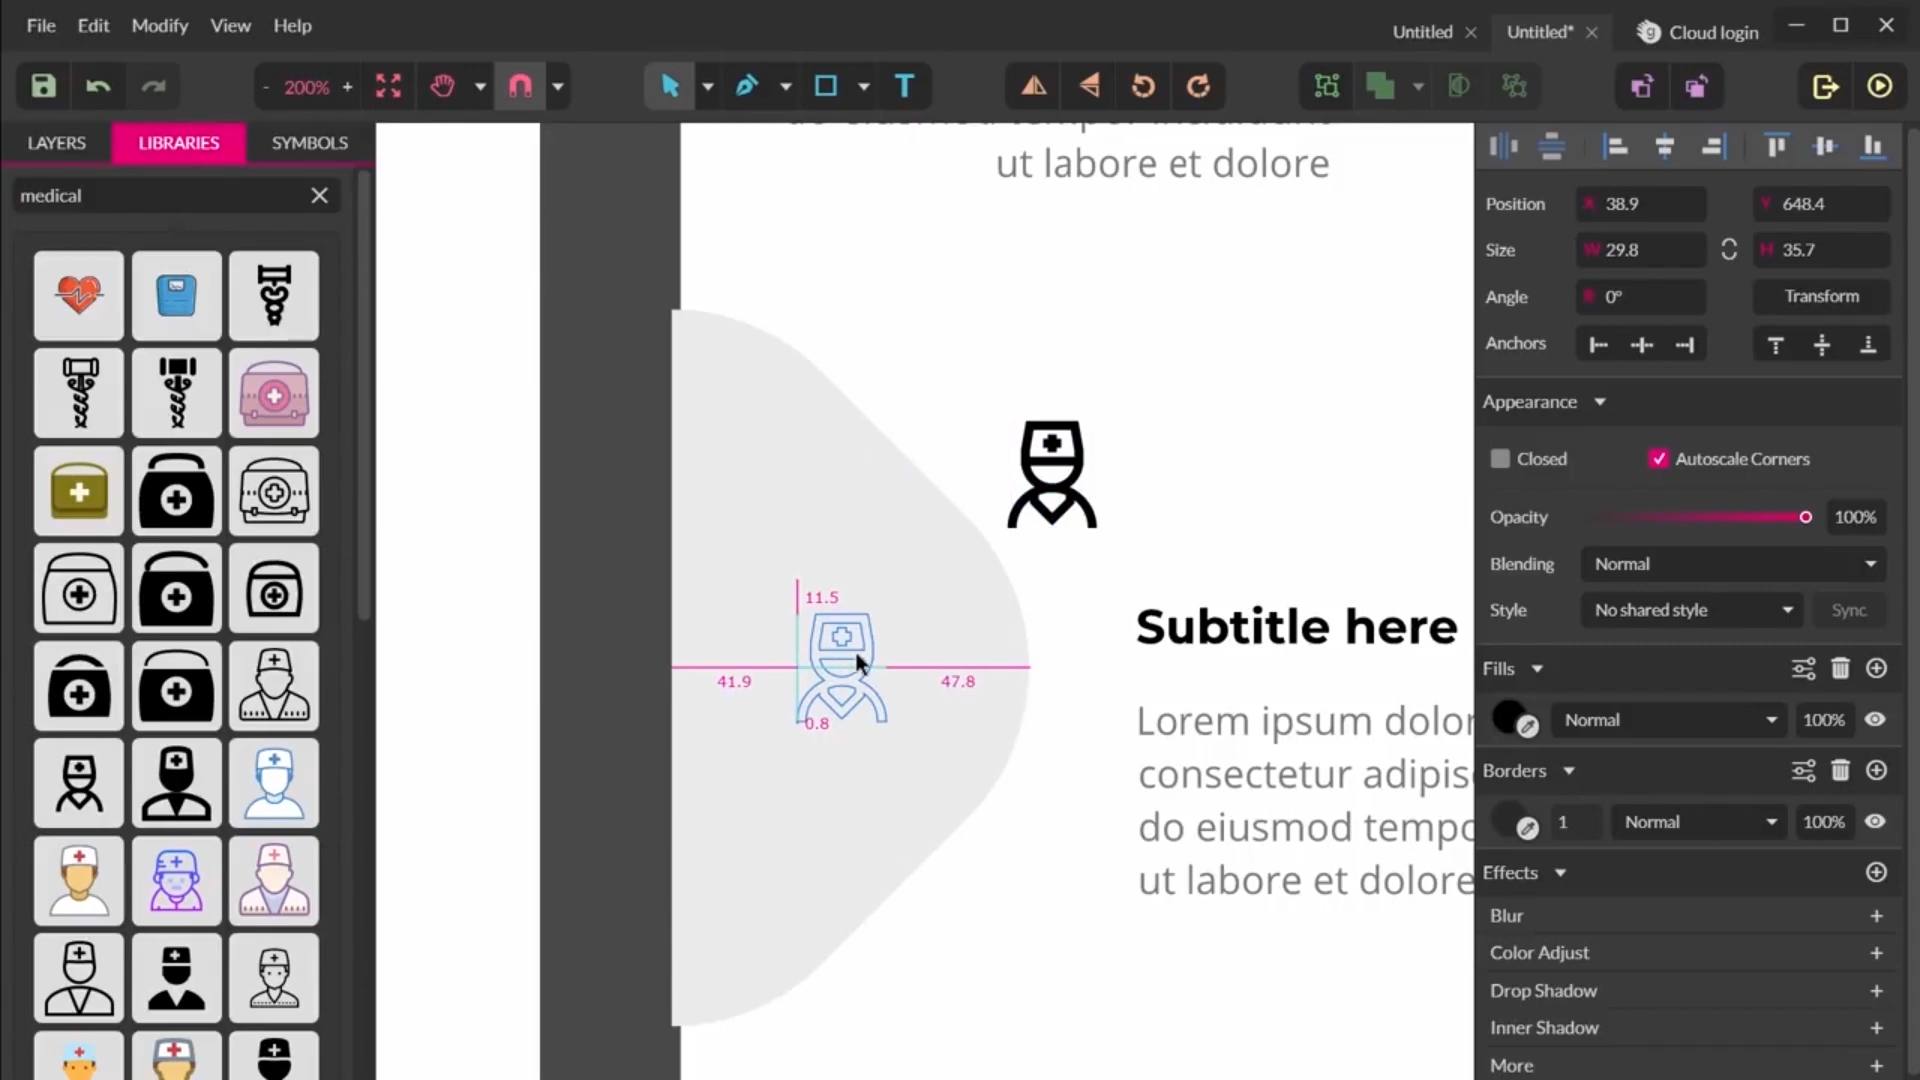 File Edit Modify View Help
Untitled Untitled* Cloud login
- 200% + T
LAYERS LIBRARIES SYMBOLS
medical
ut labore et dolore
11.5
41.9
47.8
0.8
Subtitle here
Lorem ipsum dolor
consectetur adipis
do eiusmod tempo
ut labore et dolore
Position X 38.9 Y 648.4
Size W 29.8 H 35.7
Angle R 0° Transform
Anchors
Appearance
Closed Autoscale Corners
Opacity 100%
Blending Normal
Style No shared style Sync
Fills
Normal 100%
Borders
1 Normal 100%
Effects
Blur +
Color Adjust +
Drop Shadow +
Inner Shadow +
More +